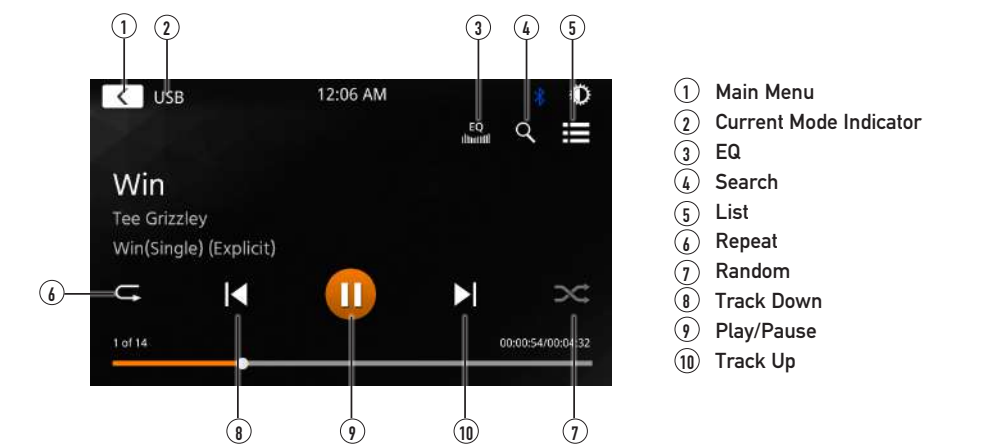 1 2 3 4 5
USB 12:06 AM
EQ
Win
Tee Grizzley
Win(Single) (Explicit)
6
1 of 14 00:00:54/00:04:32
8 9 10 7
1 Main Menu
2 Current Mode Indicator
3 EQ
4 Search
5 List
6 Repeat
7 Random
8 Track Down
9 Play/Pause
10 Track Up